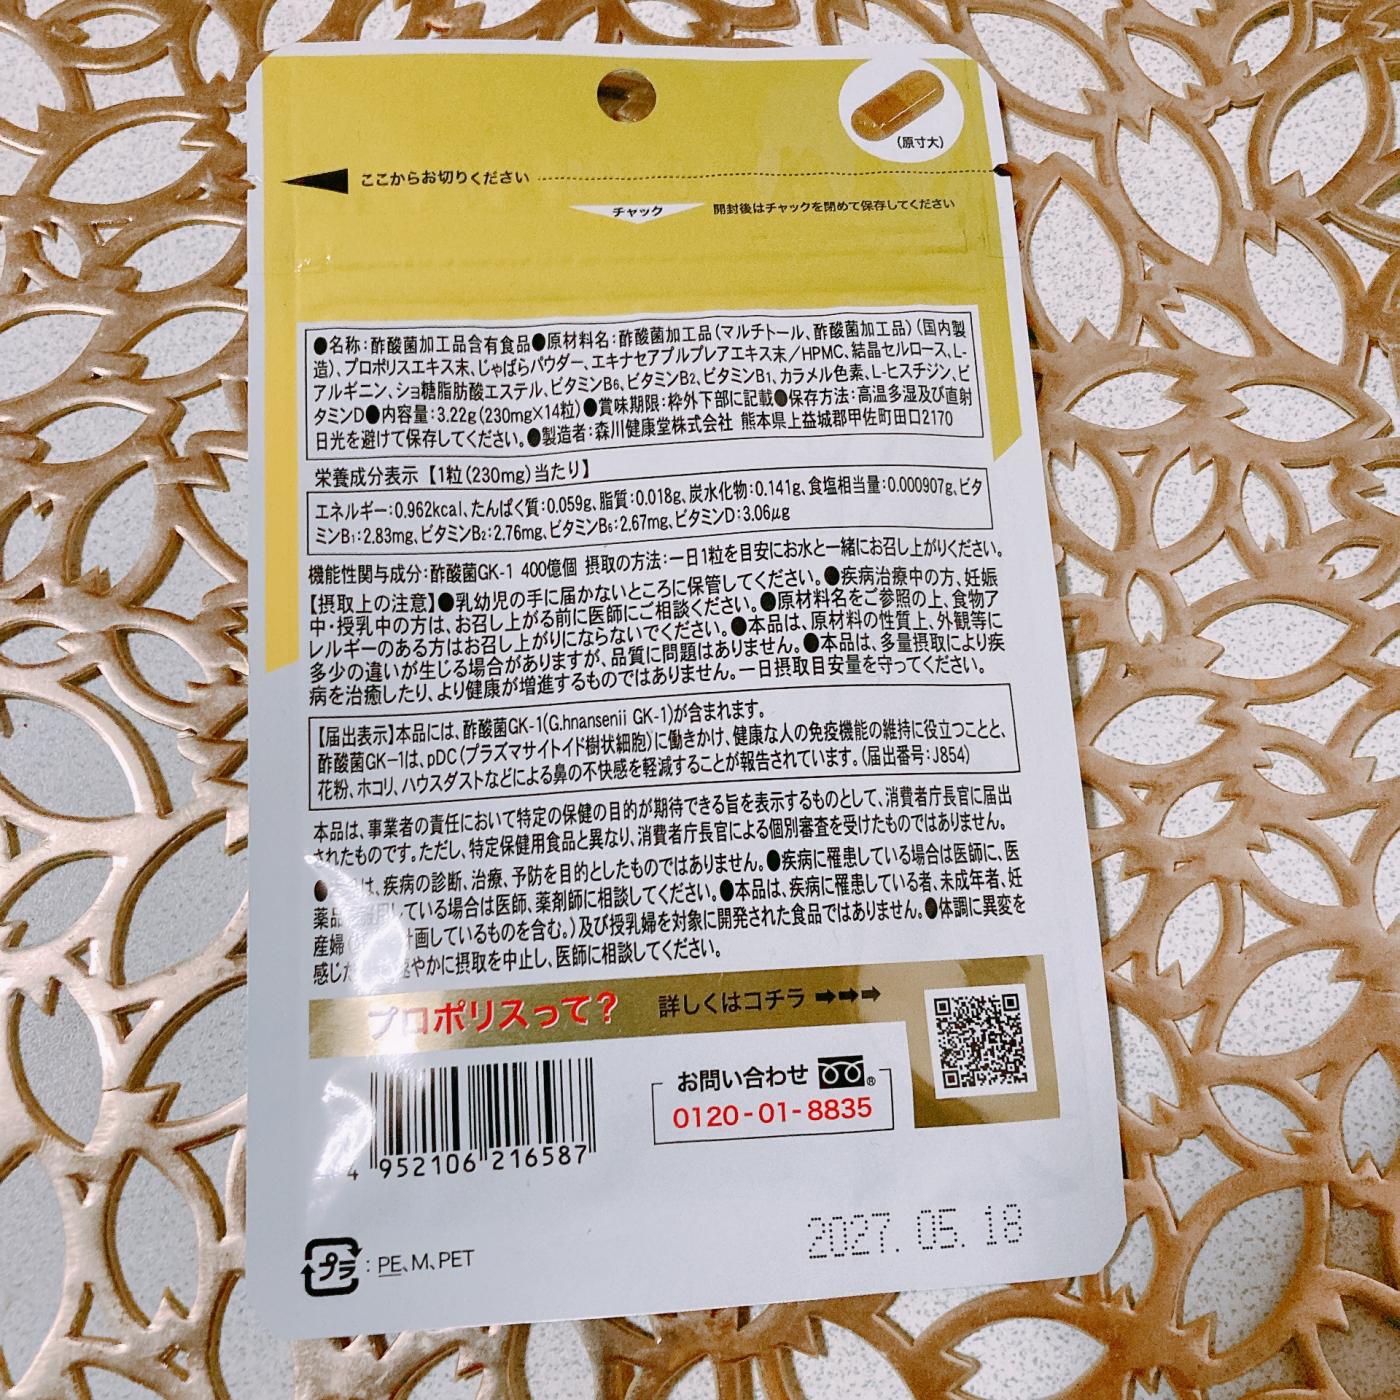 (原寸大)
ここからお切りください
チャック 開封後はチャックを閉めて保存してください
●名称:酢酸菌加工品含有食品●原材料名:酢酸菌加工品(マルチトール、酢酸菌加工品)(国内製
造)、プロポリスエキス末、じゃばらパウダー、エキナセアプルプレアエキス末/HPMC、結晶セルロース、L-
アルギニン、ショ糖脂肪酸エステル、ビタミンB6、ビタミンB2、ビタミンB1、カラメル色素、L-ヒスチジン、ビ
タミンD●内容量:3.22g(230mg×14粒)●賞味期限:枠外下部に記載●保存方法:高温多湿及び直射
日光を避けて保存してください。●製造者:森川健康堂株式会社 熊本県上益城郡甲佐町田口2170
栄養成分表示【1粒(230mg)当たり】
エネルギー:0.962kcal、たんぱく質:0.059g、脂質:0.018g、炭水化物:0.141g、食塩相当量:0.000907g、ビタ
ミンB1:2.83mg、ビタミンB2:2.76mg、ビタミンB6:2.67mg、ビタミンD:3.06μg
機能性関与成分:酢酸菌GK-1 400億個 摂取の方法:一日1粒を目安にお水と一緒にお召し上がりください。
【摂取上の注意】●乳幼児の手に届かないところに保管してください。●疾病治療中の方、妊娠
中・授乳中の方は、お召し上がる前に医師にご相談ください。●原材料名をご参照の上、食物ア
レルギーのある方はお召し上がりにならないでください。●本品は、原材料の性質上、外観等に
多少の違いが生じる場合がありますが、品質に問題はありません。●本品は、多量摂取により疾
病を治癒したり、より健康が増進するものではありません。一日摂取目安量を守ってください。
【届出表示】本品には、酢酸菌GK-1(G.hnansenii GK-1)が含まれます。
酢酸菌GK-1は、pDC(プラズマサイトイド樹状細胞)に働きかけ、健康な人の免疫機能の維持に役立つことと、
花粉、ホコリ、ハウスダストなどによる鼻の不快感を軽減することが報告されています。(届出番号:J854)
本品は、事業者の責任において特定の保健の目的が期待できる旨を表示するものとして、消費者庁長官に届出
されたものです。ただし、特定保健用食品と異なり、消費者庁長官による個別審査を受けたものではありません。
●は、疾病の診断、治療、予防を目的としたものではありません。●疾病に罹患している場合は医師に、医
薬品 用している場合は医師、薬剤師に相談してください。●本品は、疾病に罹患している者、未成年者、妊
産婦( 計画しているものを含む。)及び授乳婦を対象に開発された食品ではありません。●体調に異変を
感じた 速やかに摂取を中止し、医師に相談してください。
プロポリスって? 詳しくはコチラ ➡➡➡
お問い合わせ ®
0120-01-8835
4 952106 216587
2027. 05. 18
プラ : PE、M、PET